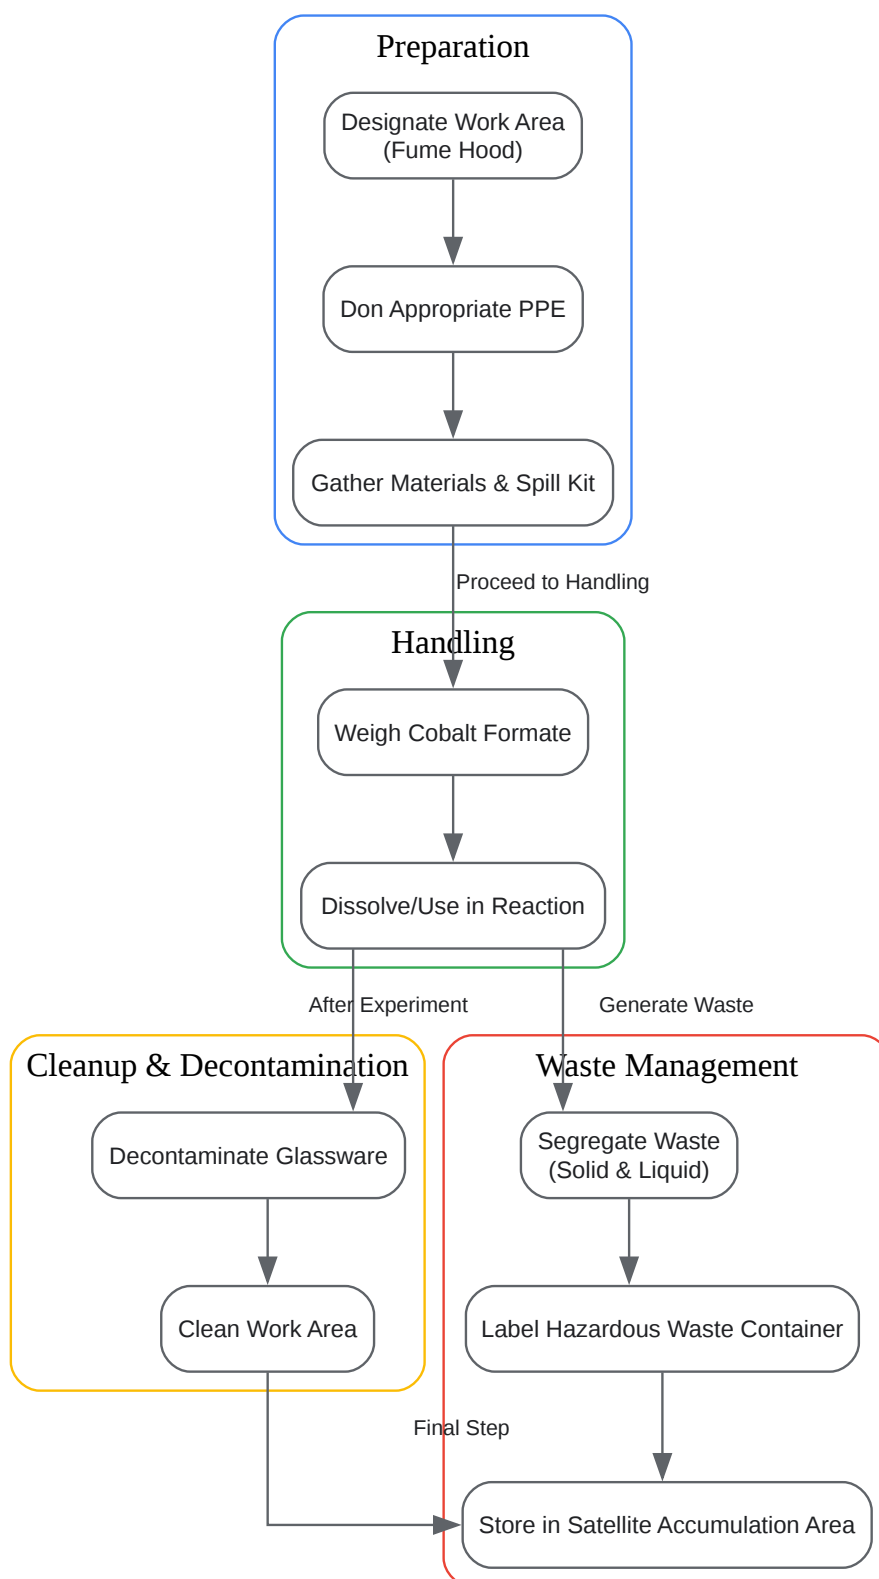 Preparation
Designate Work Area
(Fume Hood)
Don Appropriate PPE
Gather Materials & Spill Kit
Proceed to Handling
Handling
Weigh Cobalt Formate
Dissolve/Use in Reaction
After Experiment
Generate Waste
Cleanup & Decontamination
Waste Management
Decontaminate Glassware
Segregate Waste
(Solid & Liquid)
Clean Work Area
Label Hazardous Waste Container
Final Step
Store in Satellite Accumulation Area